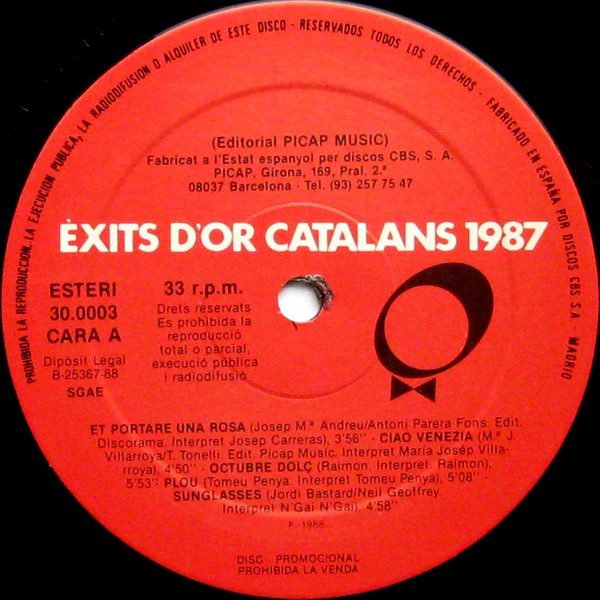 PROHIBIDA LA REPRODUCCION, LA EJECUCION PUBLICA, LA RADIODIFUSION O ALQUILER DE ESTE DISCO - RESERVADOS TODOS LOS DERECHOS - FABRICADO EN ESPAÑA POR DISCOS CBS S.A. - MADRID
(Editorial PICAP MUSIC)
Fabricat a l'Estat espanyol per discos CBS, S. A.
PICAP, Girona, 169, Pral. 2.ª
08037 Barcelona - Tel. (93) 257 75 47
ÈXITS D'OR CATALANS 1987
ESTERI
30.0003
CARA A
Dipòsit Legal
B-25367-88
SGAE
33 r.p.m.
Drets reservats
Es prohibida la
reproducció
total o parcial,
execució pública
i radiodifusió
ET PORTARE UNA ROSA (Josep M.ª Andreu/Antoni Parera Fons. Edit.
Discorama. Interpret Josep Carreras), 3'56'' - CIAO VENEZIA (M.ª J.
Villarroya/T. Tonelli. Edit. Picap Music. Interpret Maria Josép Villa-
rroya), 4'50'' - OCTUBRE DOLÇ (Raimon. Interpret. Raimon),
5'53'' PLOU (Tomeu Penya. Interpret Tomeu Penya), 5'08'' -
SUNGLASSES (Jordi Bastard/Neil Geoffrey.
Interpret N'Gai N'Gai), 4'58''
P. 1988
DISC PROMOCIONAL
PROHIBIDA LA VENDA